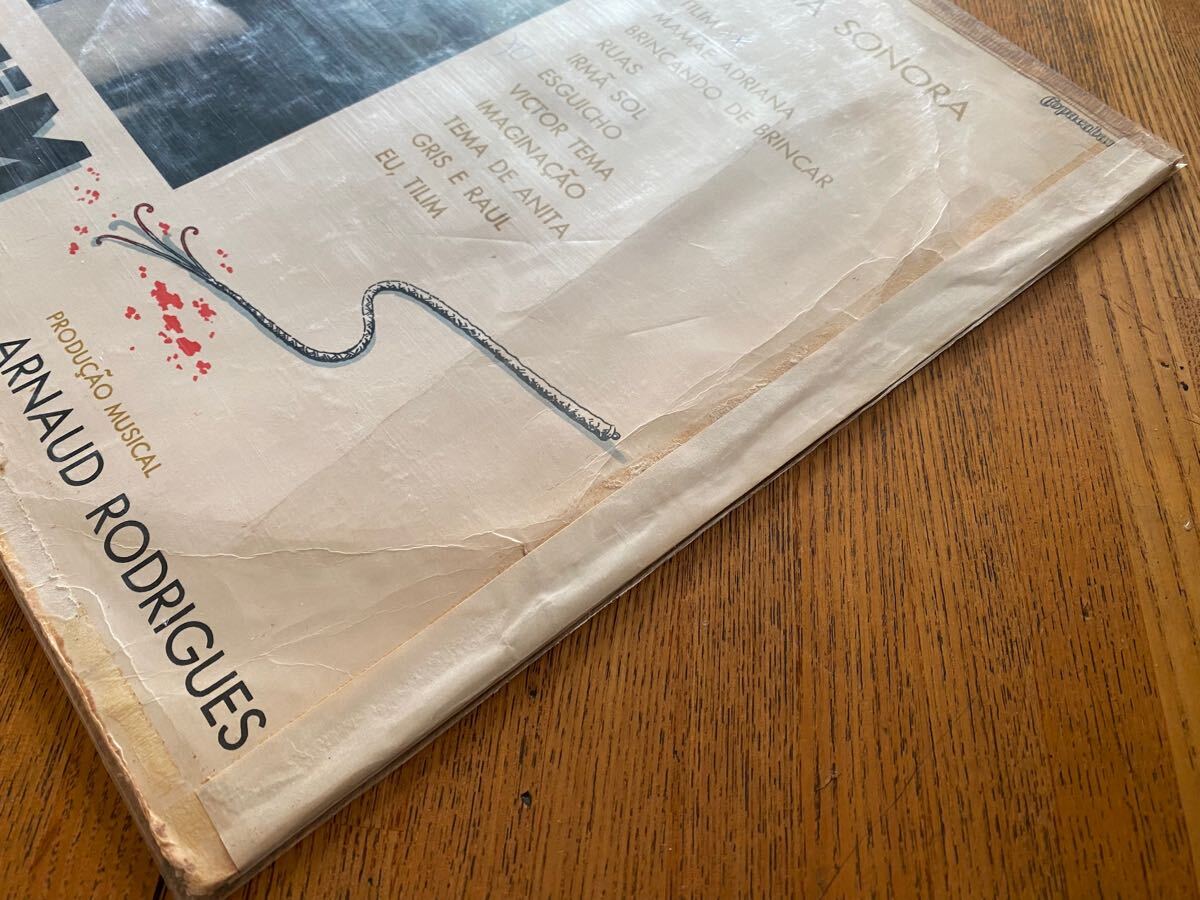 A SONORA
TILIM
MAMÃE ADRIANA
BRINCANDO DE BRINCAR
RUAS
IRMÃ SOL
ESGUICHO
VICTOR TEMA
IMAGINAÇÃO
TEMA DE ANITA
GRIS E RAUL
EU, TILIM
Copacabana
PRODUÇÃO MUSICAL
ARNAUD RODRIGUES